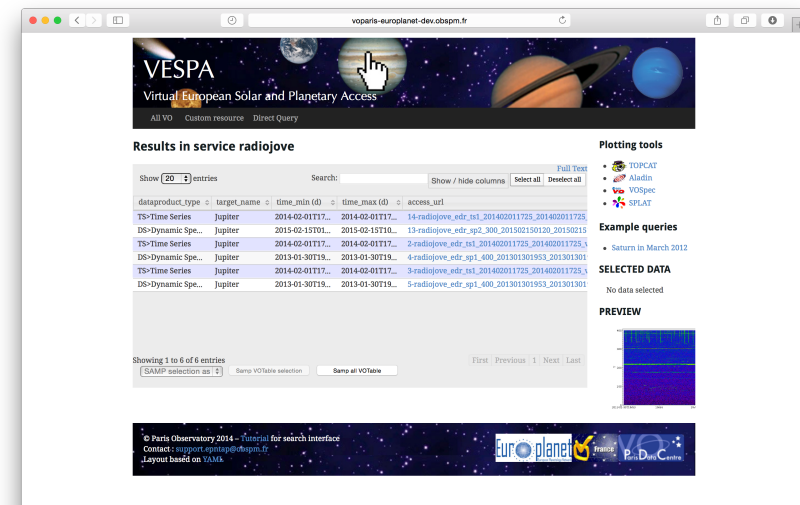 voparis-europlanet-dev.obspm.fr
VESPA
Virtual European Solar and Planetary Access
All VO Custom resource Direct Query
Results in service radiojove
Full Text
Show 20 entries Search: Show / hide columns Select all Deselect all
dataproduct_type target_name time_min (d) time_max (d) access_url
TS>Time Series Jupiter 2014-02-01T17... 2014-02-01T17... 14-radiojove_edr_ts1_201402011725_201402011725_
DS>Dynamic Spe... Jupiter 2015-02-15T01... 2015-02-15T10... 13-radiojove_edr_sp2_300_201502150120_20150215
TS>Time Series Jupiter 2014-02-01T17... 2014-02-01T17... 2-radiojove_edr_ts1_201402011725_201402011725_v
DS>Dynamic Spe... Jupiter 2013-01-30T19... 2013-01-30T19... 4-radiojove_edr_sp1_400_201301301953_201301301
TS>Time Series Jupiter 2014-02-01T17... 2014-02-01T17... 3-radiojove_edr_ts1_201402011725_201402011725_v
DS>Dynamic Spe... Jupiter 2013-01-30T19... 2013-01-30T19... 5-radiojove_edr_sp1_400_201301301953_201301301
Showing 1 to 6 of 6 entries First Previous 1 Next Last
SAMP selection as Samp VOTable selection Samp all VOTable
Plotting tools
TOPCAT
Aladin
VOSpec
SPLAT
Example queries
Saturn in March 2012
SELECTED DATA
No data selected
PREVIEW
© Paris Observatory 2014 – Tutorial for search interface
Contact : support.epntap@obspm.fr
Layout based on YAML
Europlanet
France
VO
Paris Data Centre